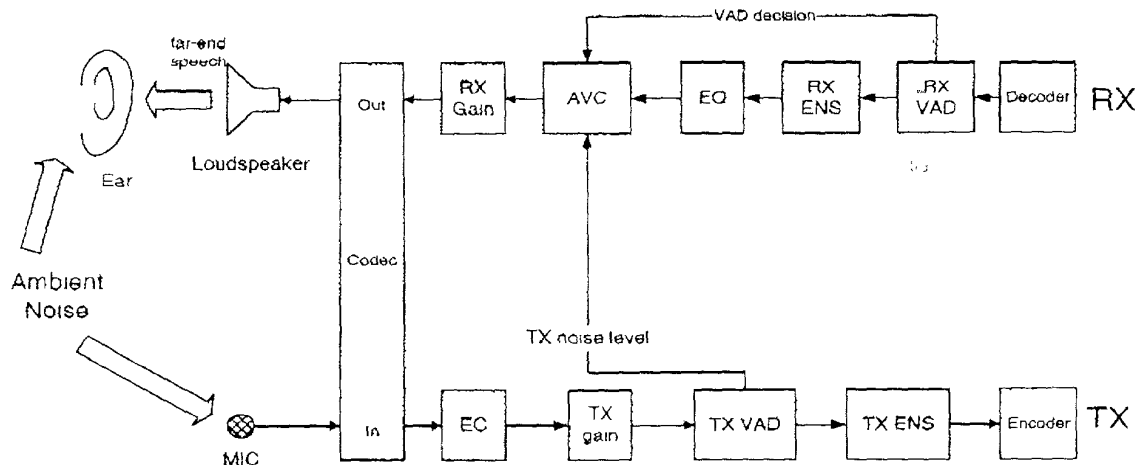 VAD decision
far-end
speech
Out
RX
Gain
AVC
EQ
RX
ENS
RX
VAD
Decoder
RX
Loudspeaker
Ear
Ambient
Noise
Codec
TX noise level
MIC
In
EC
TX
gain
TX VAD
TX ENS
Encoder
TX